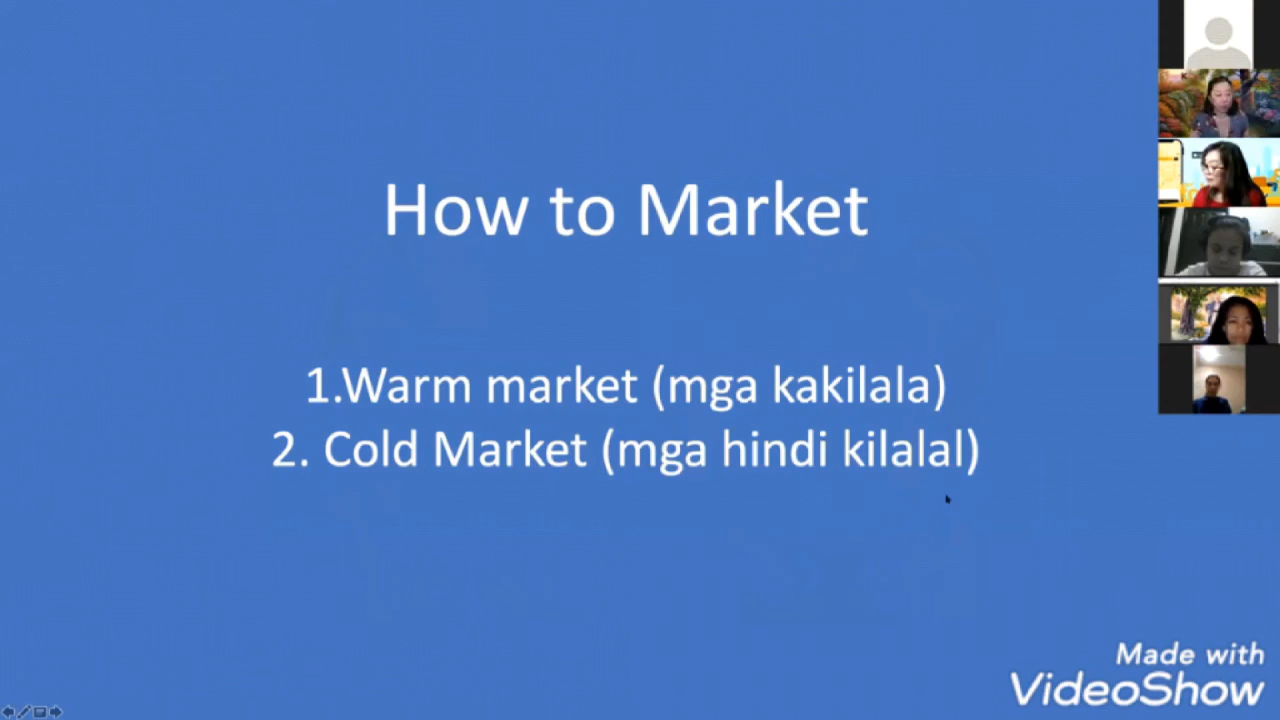 How to Market
1.Warm market (mga kakilala)
2. Cold Market (mga hindi kilalal)
Made with
VideoShow